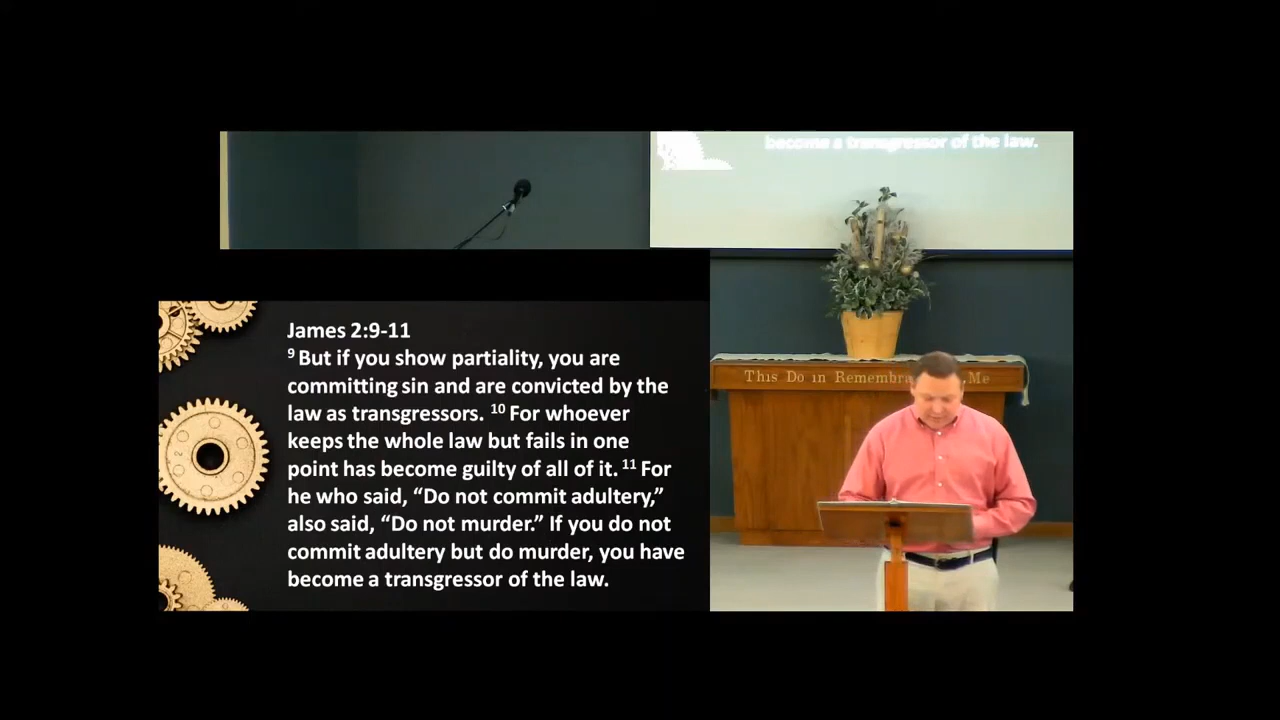 become a transgressor of the law.
James 2:9-11
9 But if you show partiality, you are
committing sin and are convicted by the
law as transgressors. 10 For whoever
keeps the whole law but fails in one
point has become guilty of all of it. 11 For
he who said, “Do not commit adultery,”
also said, “Do not murder.” If you do not
commit adultery but do murder, you have
become a transgressor of the law.
This Do in Remembra Me